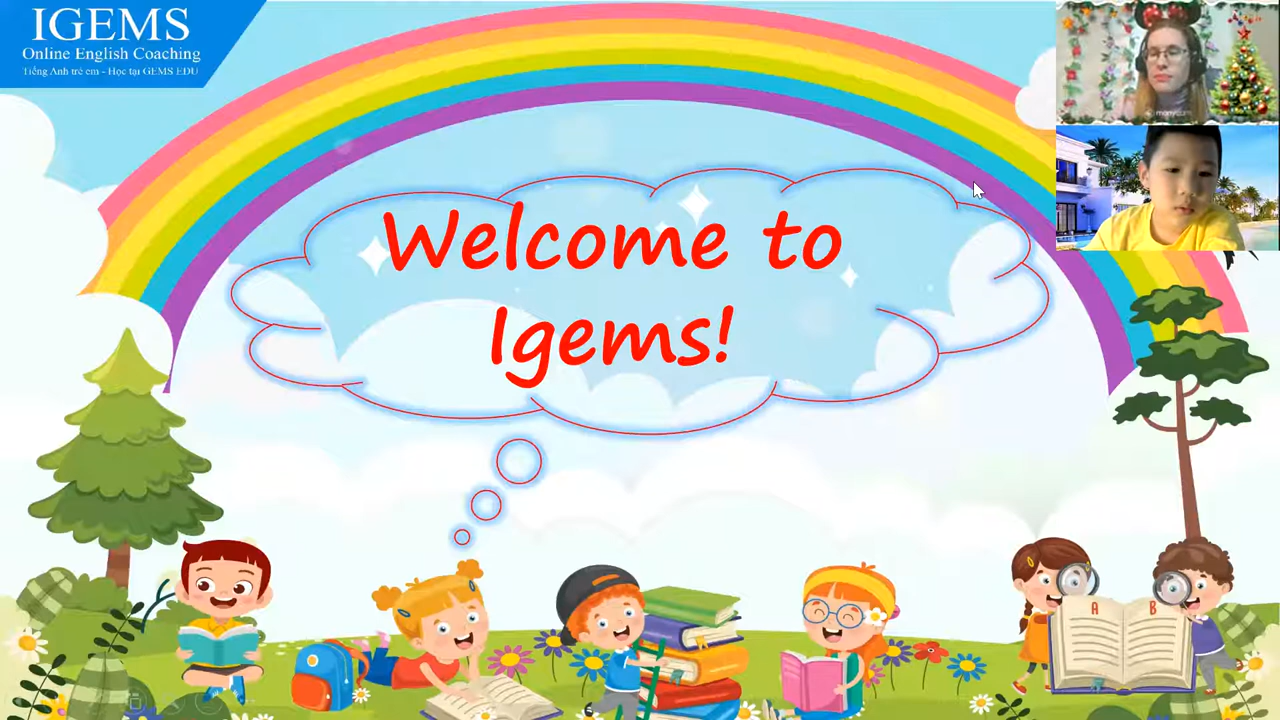 IGEMS
Online English Coaching
Tiếng Anh trẻ em - Học tại GEMS EDU
Welcome to
Igems!
A B